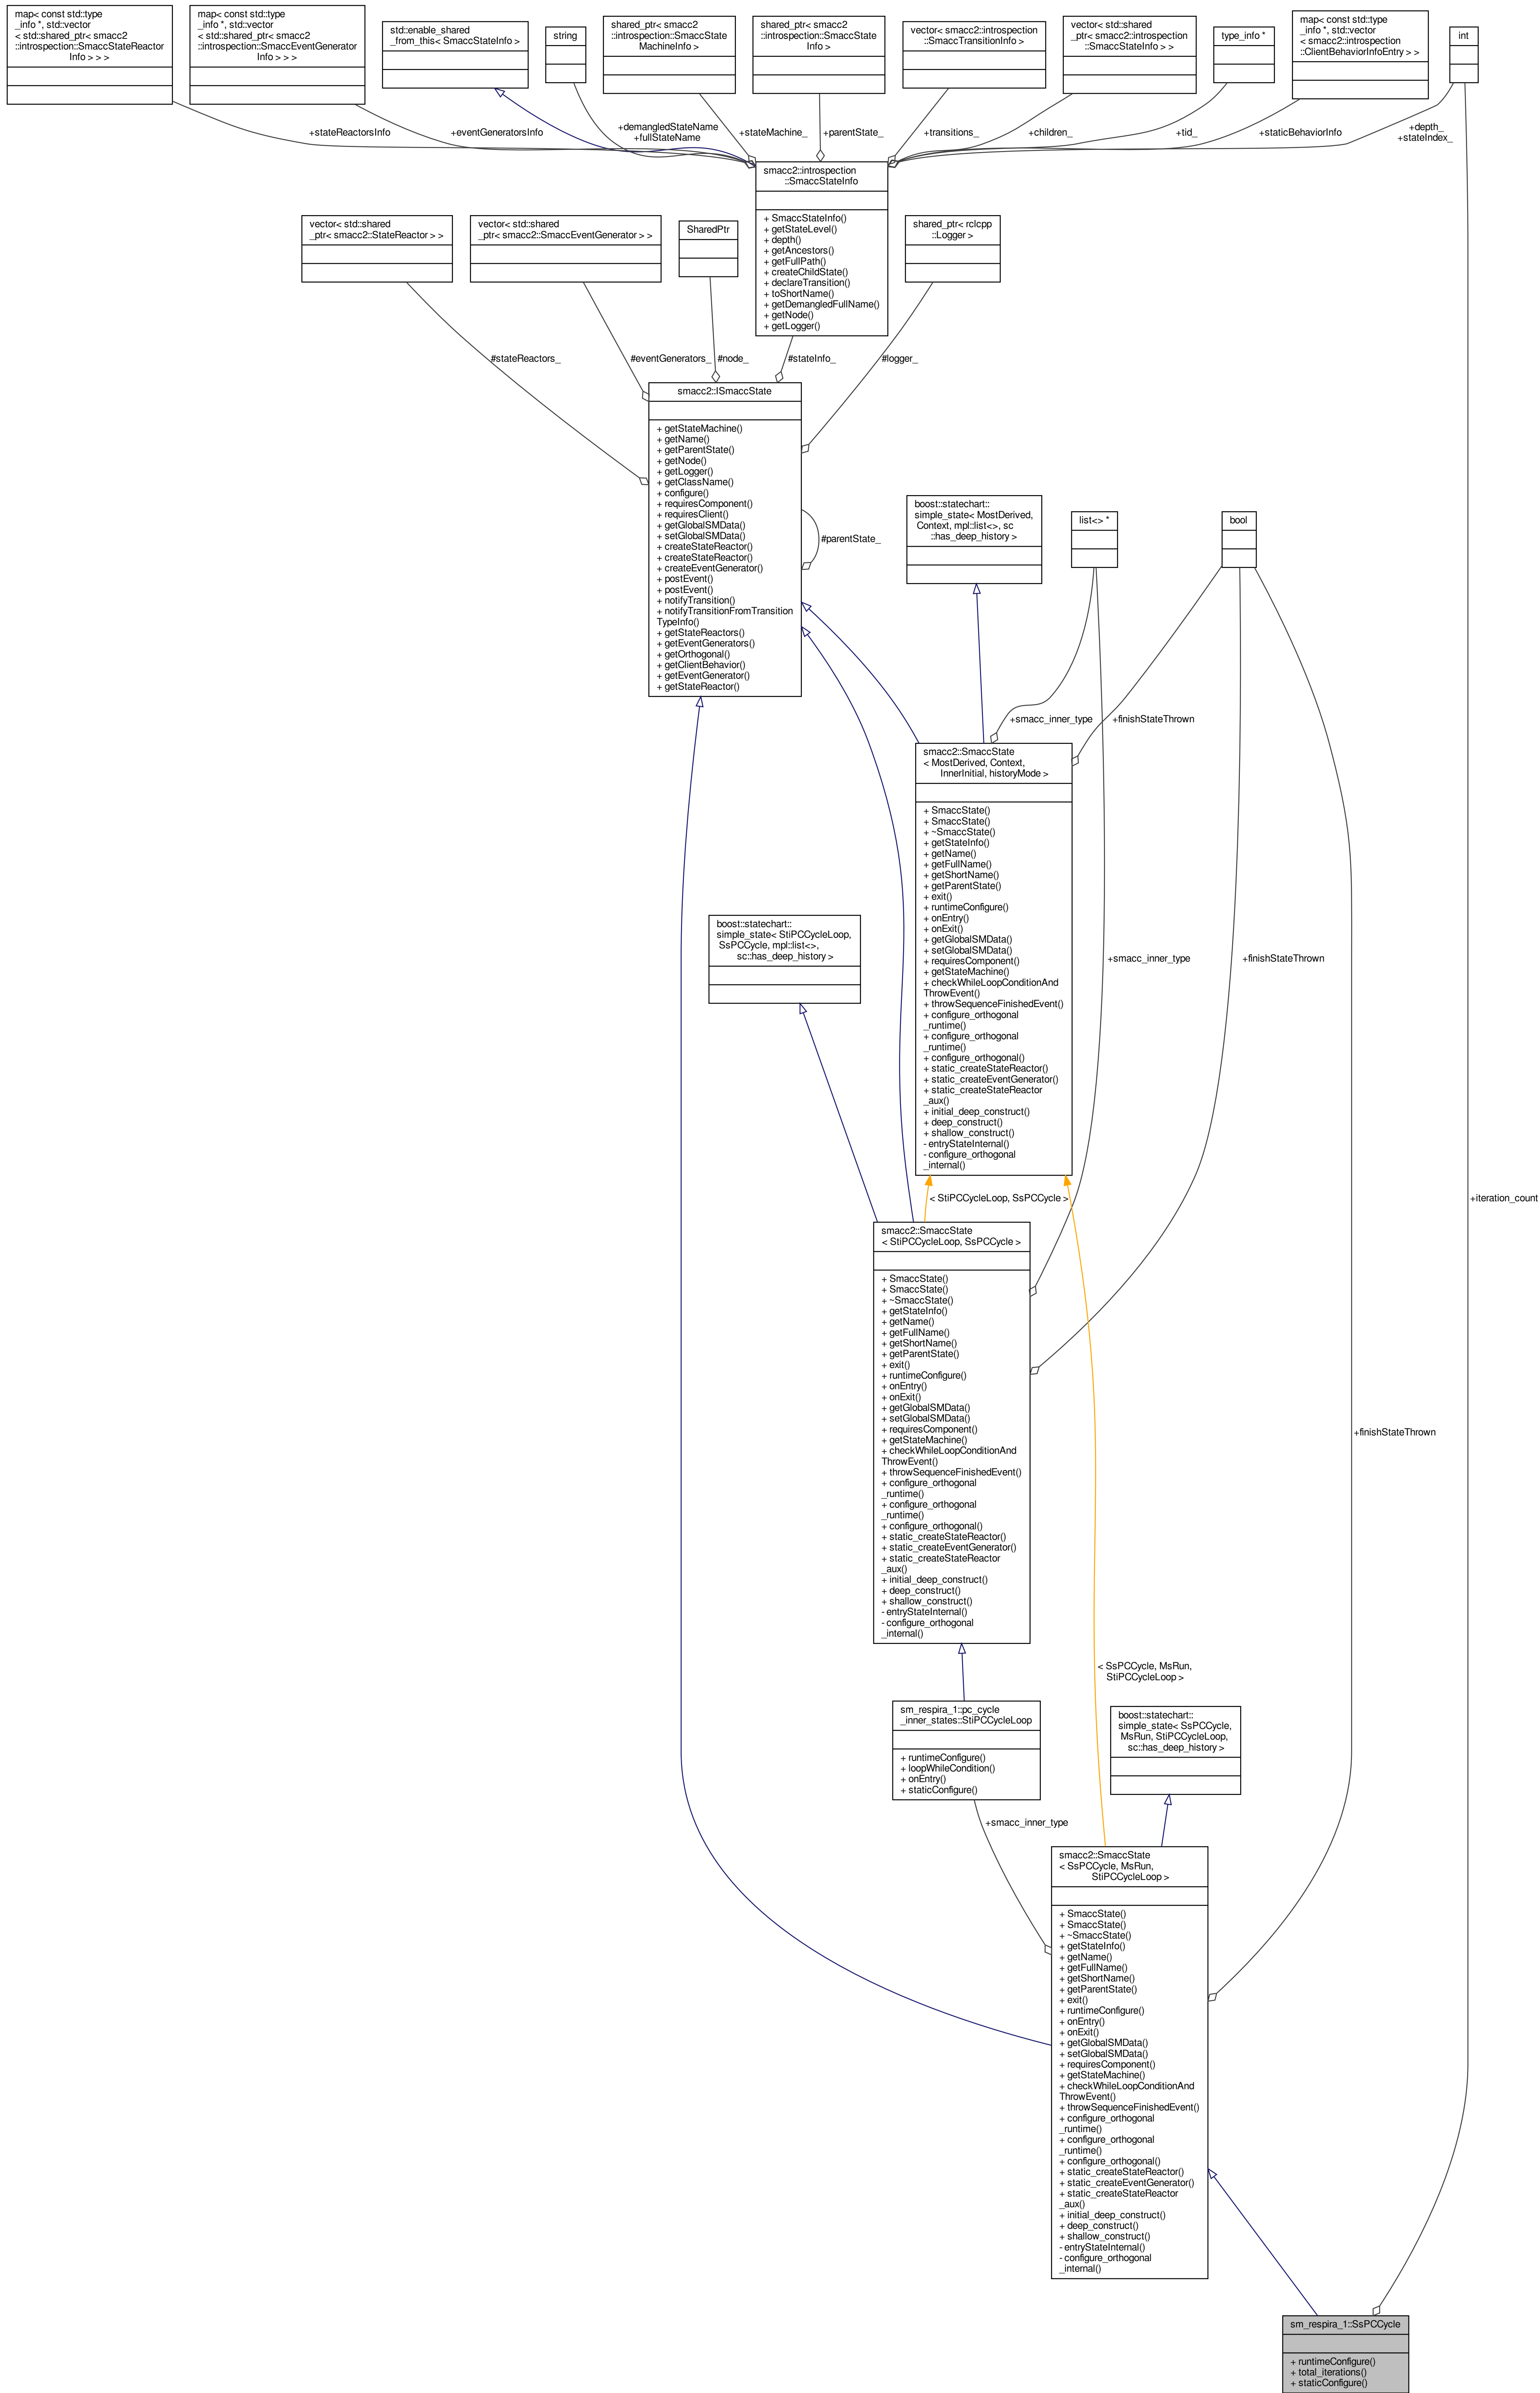 map< const std::type
_info *, std::vector
< std::shared_ptr< smacc2
::introspection::SmaccStateReactor
Info > > >
map< const std::type
_info *, std::vector
< std::shared_ptr< smacc2
::introspection::SmaccEventGenerator
Info > > >
std::enable_shared
_from_this< SmaccStateInfo >
string
shared_ptr< smacc2
::introspection::SmaccState
MachineInfo >
shared_ptr< smacc2
::introspection::SmaccState
Info >
vector< smacc2::introspection
::SmaccTransitionInfo >
vector< std::shared
_ptr< smacc2::introspection
::SmaccStateInfo > >
type_info *
map< const std::type
_info *, std::vector
< smacc2::introspection
::ClientBehaviorInfoEntry > >
int
+stateReactorsInfo
+eventGeneratorsInfo
+demangledStateName
+fullStateName
+stateMachine_
+parentState_
+transitions_
+children_
+tid_
+staticBehaviorInfo
+depth_
+stateIndex_
smacc2::introspection
::SmaccStateInfo
+ SmaccStateInfo()
+ getStateLevel()
+ depth()
+ getAncestors()
+ getFullPath()
+ createChildState()
+ declareTransition()
+ toShortName()
+ getDemangledFullName()
+ getNode()
+ getLogger()
vector< std::shared
_ptr< smacc2::StateReactor > >
vector< std::shared
_ptr< smacc2::SmaccEventGenerator > >
SharedPtr
shared_ptr< rclcpp
::Logger >
#stateReactors_
#eventGenerators_
#node_
#stateInfo_
#logger_
smacc2::ISmaccState
+ getStateMachine()
+ getName()
+ getParentState()
+ getNode()
+ getLogger()
+ getClassName()
+ configure()
+ requiresComponent()
+ requiresClient()
+ getGlobalSMData()
+ setGlobalSMData()
+ createStateReactor()
+ createStateReactor()
+ createEventGenerator()
+ postEvent()
+ postEvent()
+ notifyTransition()
+ notifyTransitionFromTransition
TypeInfo()
+ getStateReactors()
+ getEventGenerators()
+ getOrthogonal()
+ getClientBehavior()
+ getEventGenerator()
+ getStateReactor()
#parentState_
boost::statechart::
simple_state< MostDerived,
Context, mpl::list<>, sc
::has_deep_history >
list<> *
bool
+smacc_inner_type
+finishStateThrown
smacc2::SmaccState
< MostDerived, Context,
InnerInitial, historyMode >
+ SmaccState()
+ SmaccState()
+ ~SmaccState()
+ getStateInfo()
+ getName()
+ getFullName()
+ getShortName()
+ getParentState()
+ exit()
+ runtimeConfigure()
+ onEntry()
+ onExit()
+ getGlobalSMData()
+ setGlobalSMData()
+ requiresComponent()
+ getStateMachine()
+ checkWhileLoopConditionAnd
ThrowEvent()
+ throwSequenceFinishedEvent()
+ configure_orthogonal
_runtime()
+ configure_orthogonal
_runtime()
+ configure_orthogonal()
+ static_createStateReactor()
+ static_createEventGenerator()
+ static_createStateReactor
_aux()
+ initial_deep_construct()
+ deep_construct()
+ shallow_construct()
- entryStateInternal()
- configure_orthogonal
_internal()
boost::statechart::
simple_state< StiPCCycleLoop,
SsPCCycle, mpl::list<>,
sc::has_deep_history >
+smacc_inner_type
+finishStateThrown
+iteration_count
< StiPCCycleLoop, SsPCCycle >
smacc2::SmaccState
< StiPCCycleLoop, SsPCCycle >
+ SmaccState()
+ SmaccState()
+ ~SmaccState()
+ getStateInfo()
+ getName()
+ getFullName()
+ getShortName()
+ getParentState()
+ exit()
+ runtimeConfigure()
+ onEntry()
+ onExit()
+ getGlobalSMData()
+ setGlobalSMData()
+ requiresComponent()
+ getStateMachine()
+ checkWhileLoopConditionAnd
ThrowEvent()
+ throwSequenceFinishedEvent()
+ configure_orthogonal
_runtime()
+ configure_orthogonal
_runtime()
+ configure_orthogonal()
+ static_createStateReactor()
+ static_createEventGenerator()
+ static_createStateReactor
_aux()
+ initial_deep_construct()
+ deep_construct()
+ shallow_construct()
- entryStateInternal()
- configure_orthogonal
_internal()
+finishStateThrown
< SsPCCycle, MsRun,
StiPCCycleLoop >
sm_respira_1::pc_cycle
_inner_states::StiPCCycleLoop
+ runtimeConfigure()
+ loopWhileCondition()
+ onEntry()
+ staticConfigure()
boost::statechart::
simple_state< SsPCCycle,
MsRun, StiPCCycleLoop,
sc::has_deep_history >
+smacc_inner_type
smacc2::SmaccState
< SsPCCycle, MsRun,
StiPCCycleLoop >
+ SmaccState()
+ SmaccState()
+ ~SmaccState()
+ getStateInfo()
+ getName()
+ getFullName()
+ getShortName()
+ getParentState()
+ exit()
+ runtimeConfigure()
+ onEntry()
+ onExit()
+ getGlobalSMData()
+ setGlobalSMData()
+ requiresComponent()
+ getStateMachine()
+ checkWhileLoopConditionAnd
ThrowEvent()
+ throwSequenceFinishedEvent()
+ configure_orthogonal
_runtime()
+ configure_orthogonal
_runtime()
+ configure_orthogonal()
+ static_createStateReactor()
+ static_createEventGenerator()
+ static_createStateReactor
_aux()
+ initial_deep_construct()
+ deep_construct()
+ shallow_construct()
- entryStateInternal()
- configure_orthogonal
_internal()
sm_respira_1::SsPCCycle
+ runtimeConfigure()
+ total_iterations()
+ staticConfigure()